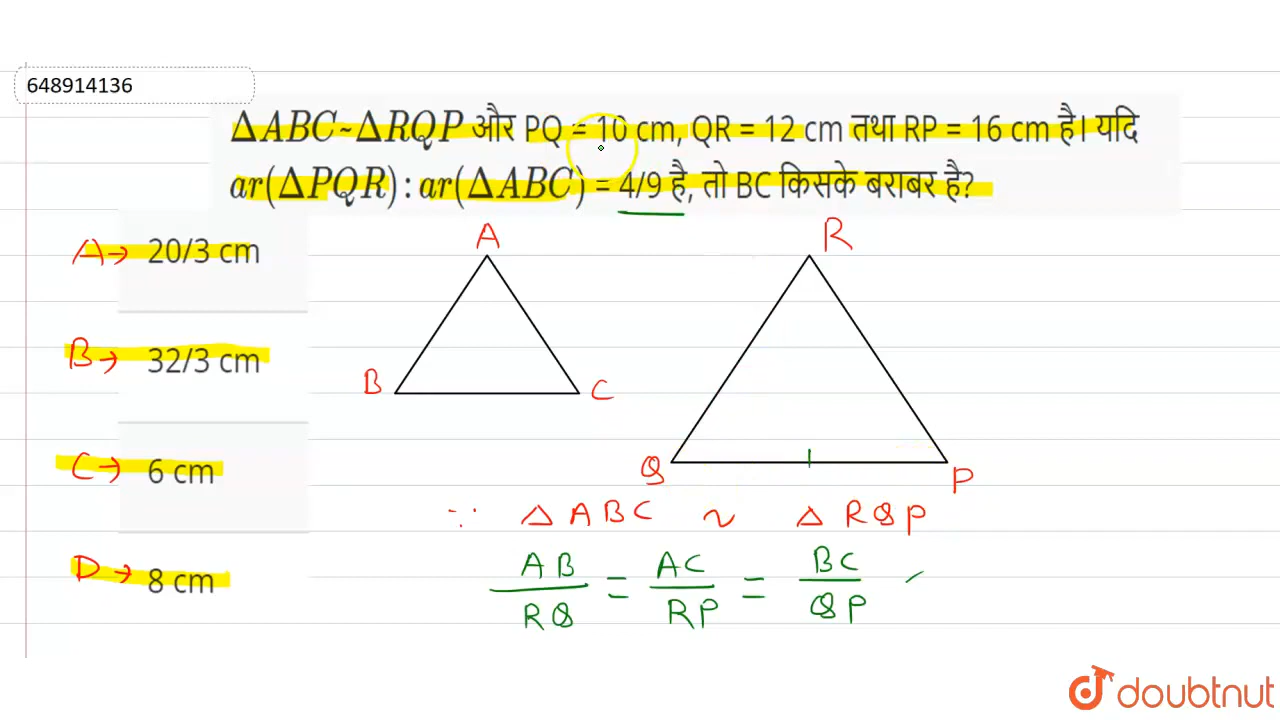 648914136
ΔABC~ΔRQP और PQ = 10 cm, QR = 12 cm तथा RP = 16 cm है। यदि
ar(ΔPQR) : ar(ΔABC) = 4/9 है, तो BC किसके बराबर है?
A→ 20/3 cm
B→ 32/3 cm
C→ 6 cm
D→ 8 cm
A
B
C
R
Q
P
∵ Δ ABC ~ Δ RQP
AB/RQ = AC/RP = BC/QP
doubtnut